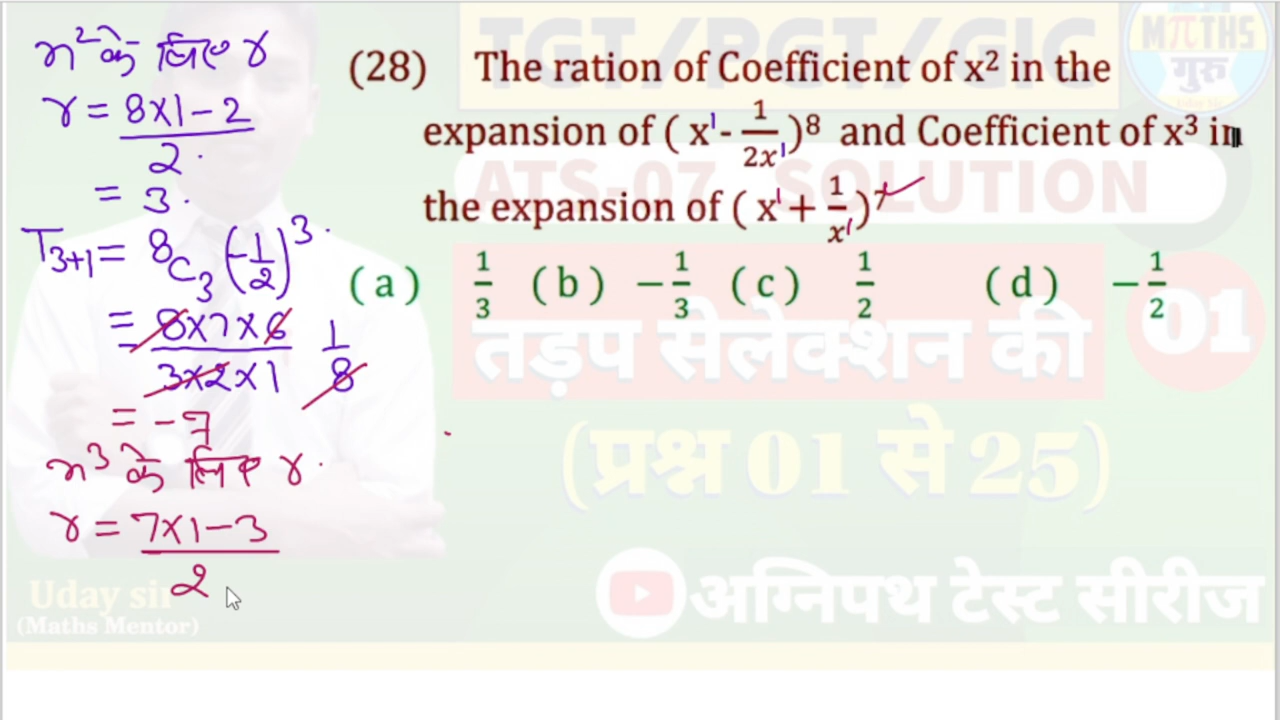 x² के लिए r
r = 8×1-2
2
= 3.
T₃₊₁ = ⁸C₃ (-1/2)³
= 8×7×6 1
3×2×1 8
= -7
x³ के लिए r
r = 7×1-3
2
TGT/PGT/GIC
MπTHS
गुरु
Uday Sir
(28) The ration of Coefficient of x² in the
expansion of ( x¹- 1/2x¹ )8 and Coefficient of x³ in
the expansion of ( x¹+ 1/x¹ )7
ATS-07 SOLUTION
(a) 1/3 (b) -1/3 (c) 1/2 (d) -1/2
तड़प सेलेक्शन की 01
(प्रश्न 01 से 25)
अग्निपथ टेस्ट सीरीज
Uday sir
(Maths Mentor)